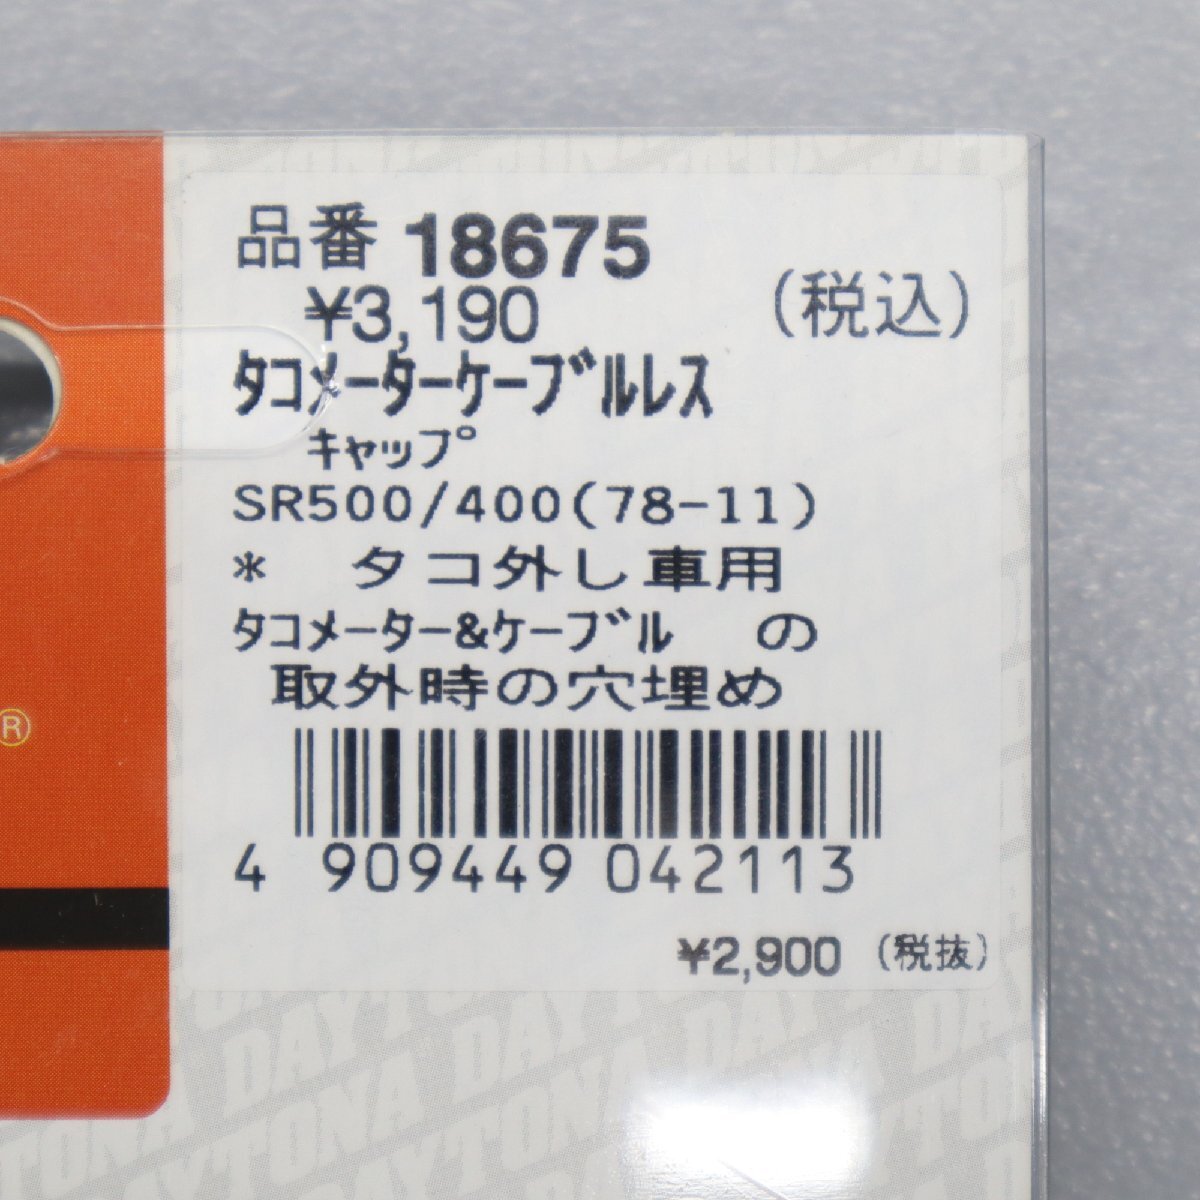 品番 18675
¥3,190 (税込)
ﾀｺﾒｰﾀｰｹｰﾌﾞﾙﾚｽ
ｷｬｯﾌﾟ
SR500/400(78-11)
* タコ外し車用
ﾀｺﾒｰﾀｰ&ｹｰﾌﾞﾙ の
取外時の穴埋め
4 909449 042113
¥2,900 (税抜)
®
DAYTONA
DAYTONA